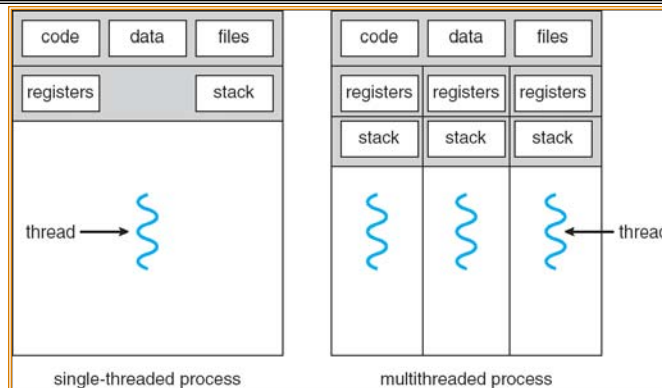 code data files
registers stack
thread
single-threaded process
code data files
registers registers registers
stack stack stack
thread
multithreaded process